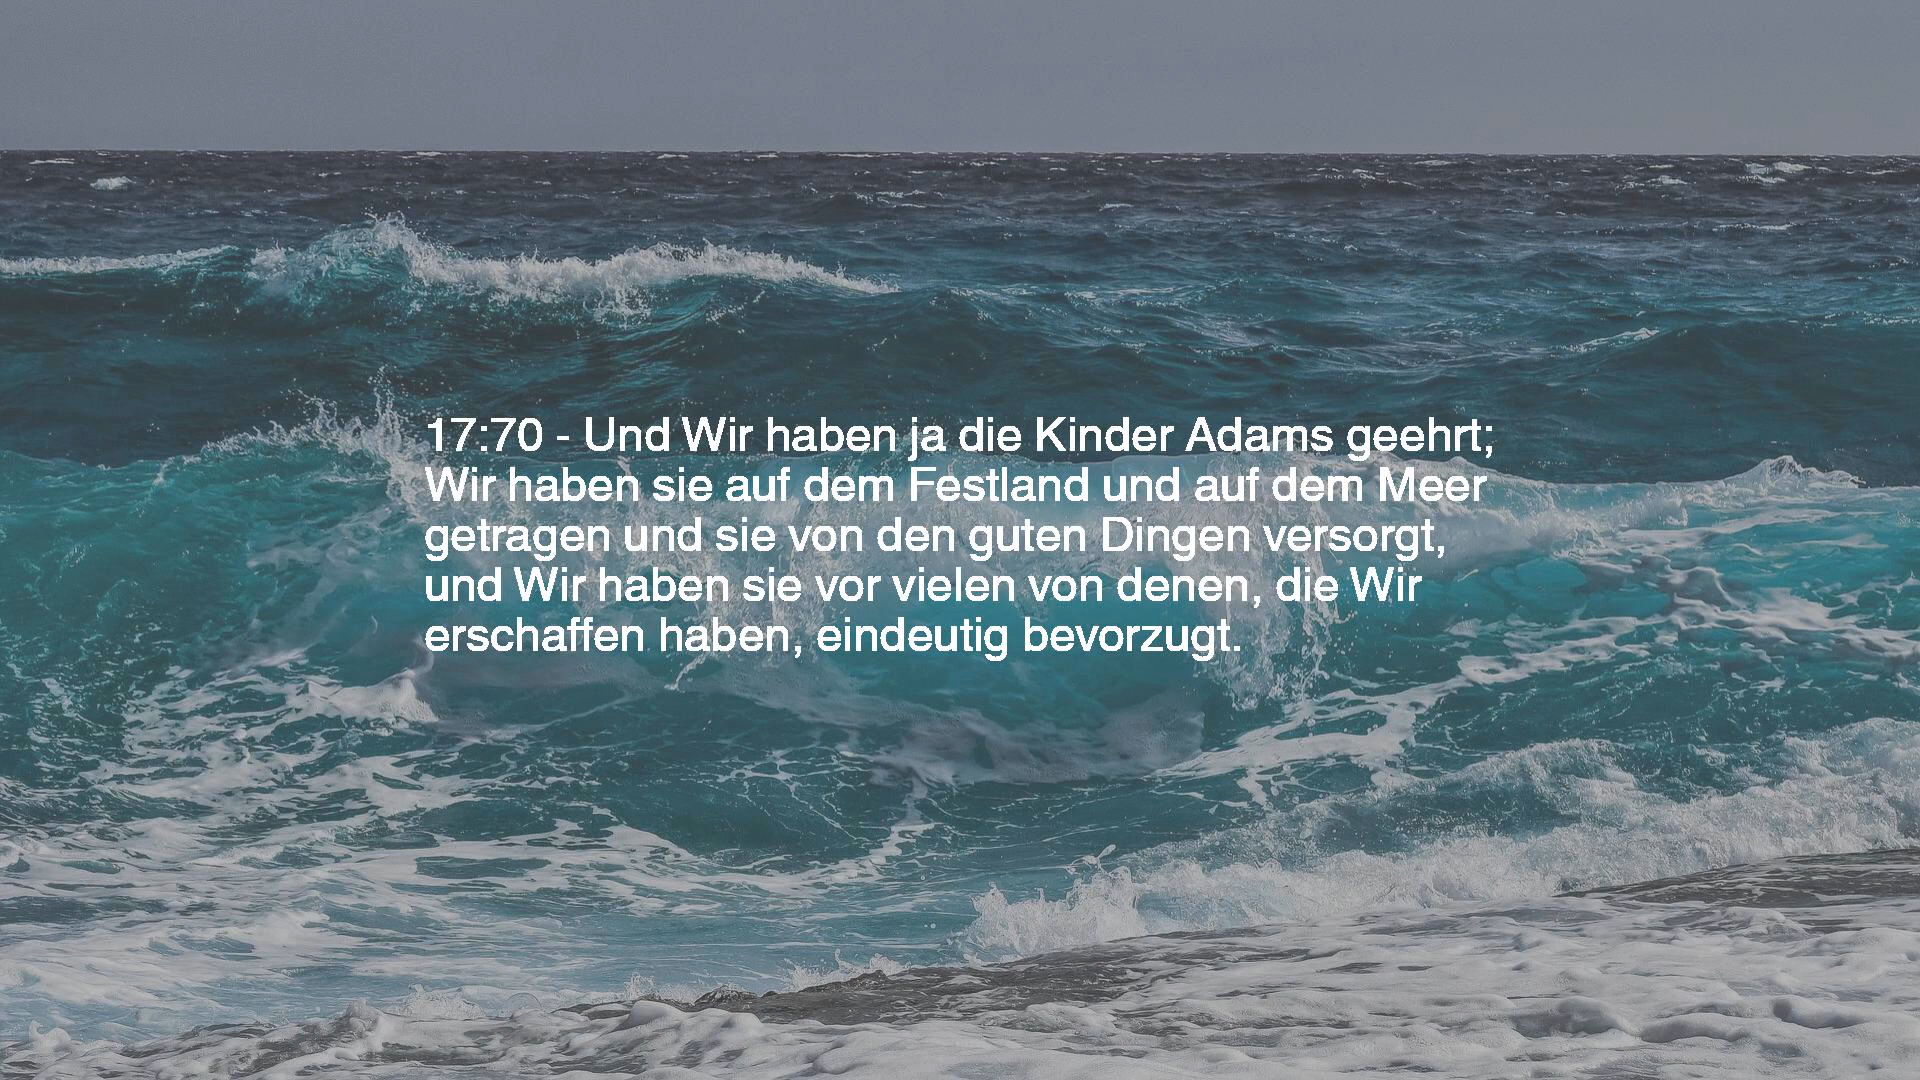 17:70 - Und Wir haben ja die Kinder Adams geehrt;
Wir haben sie auf dem Festland und auf dem Meer
getragen und sie von den guten Dingen versorgt,
und Wir haben sie vor vielen von denen, die Wir
erschaffen haben, eindeutig bevorzugt.